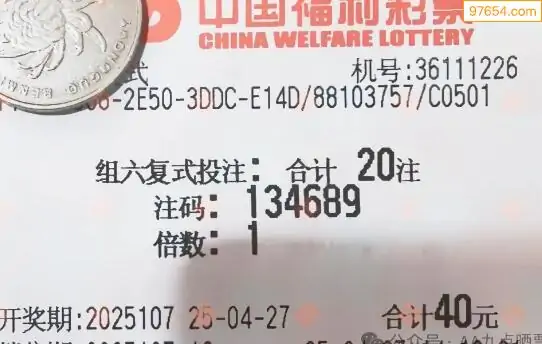 中国福利彩票
97654.com
CHINA WELFARE LOTTERY
式 机号:36111226
-2E50-3DDC-E14D/88103757/C0501
组六复式投注: 合计 20注
注码: 134689
倍数: 1
开奖期:2025107 25-04-27 合计40元